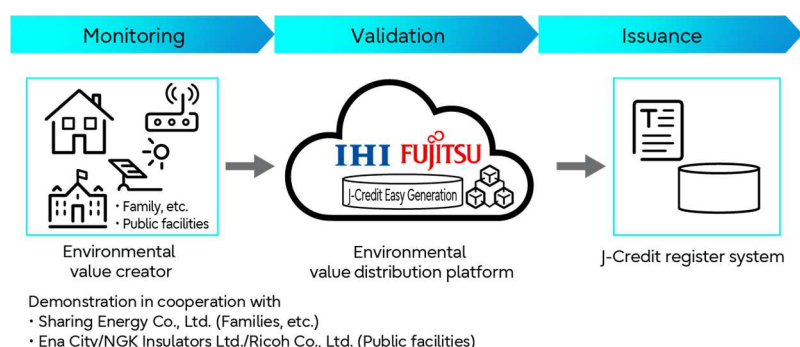 Monitoring
Validation
Issuance
IHI FUJITSU
J-Credit Easy Generation
T
・Family, etc.
・Public facilities
Environmental
value creator
Environmental
value distribution platform
J-Credit register system
Demonstration in cooperation with
・Sharing Energy Co., Ltd. (Families, etc.)
・Ena City/NGK Insulators Ltd./Ricoh Co., Ltd. (Public facilities)